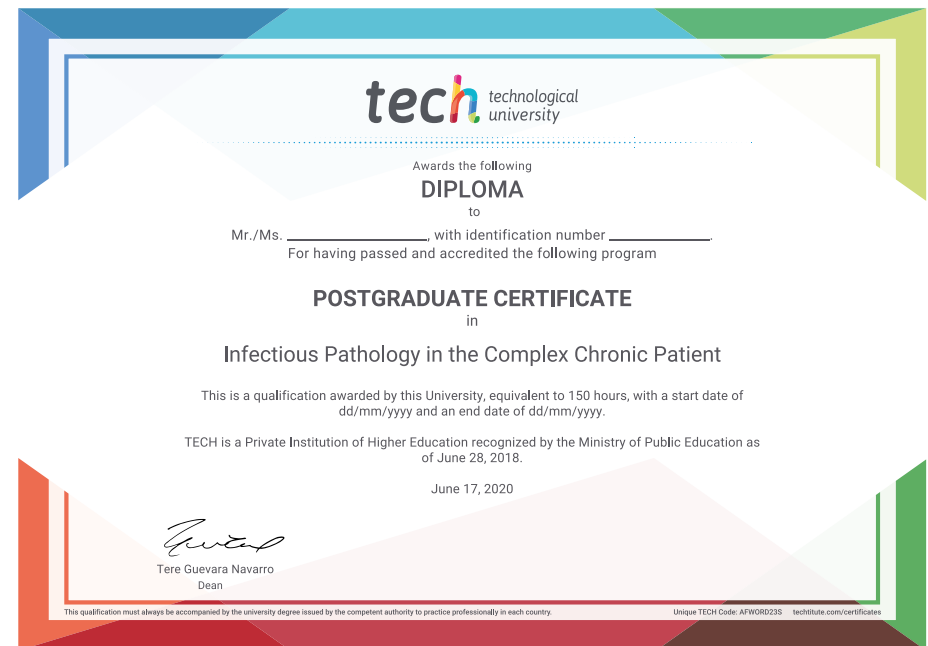 tech technological
university
Awards the following
DIPLOMA
to
Mr./Ms. ____________________, with identification number ______________.
For having passed and accredited the following program
POSTGRADUATE CERTIFICATE
in
Infectious Pathology in the Complex Chronic Patient
This is a qualification awarded by this University, equivalent to 150 hours, with a start date of
dd/mm/yyyy and an end date of dd/mm/yyyy.
TECH is a Private Institution of Higher Education recognized by the Ministry of Public Education as
of June 28, 2018.
June 17, 2020
Tere Guevara Navarro
Dean
This qualification must always be accompanied by the university degree issued by the competent authority to practice professionally in each country. Unique TECH Code: AFWORD23S techtitute.com/certificates